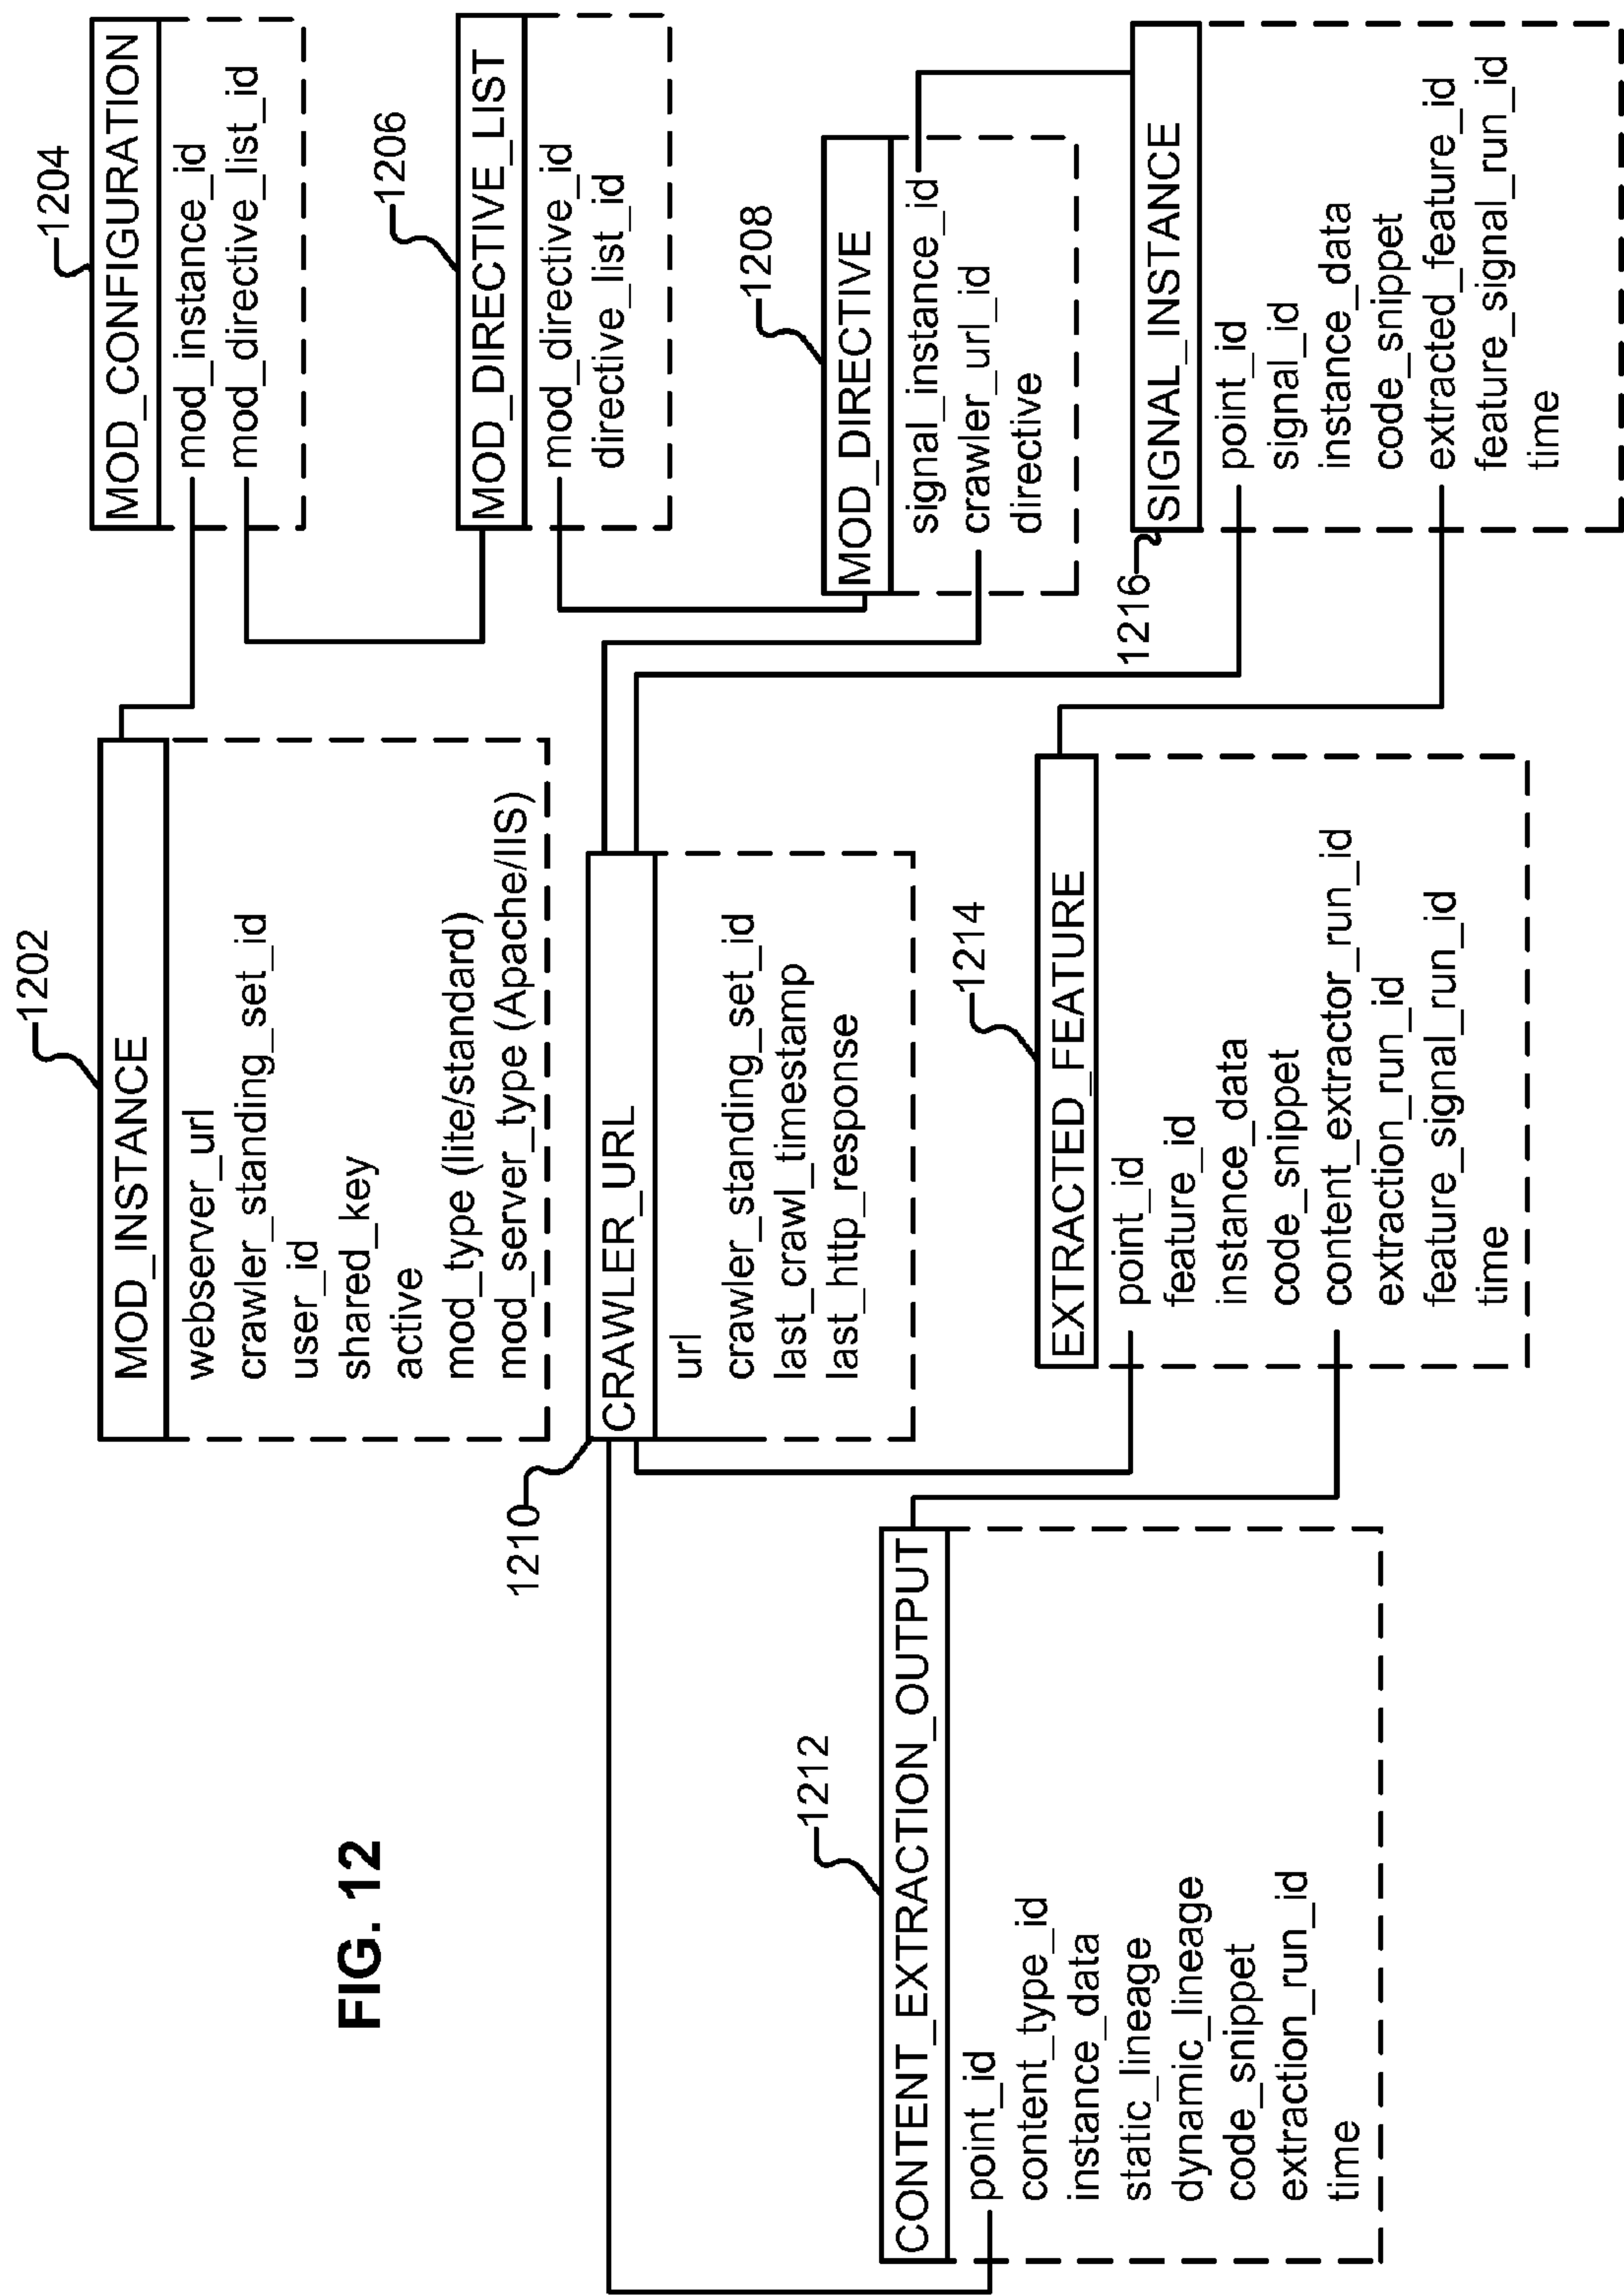 FIG. 12
1202
MOD_INSTANCE
webserver_url
crawler_standing_set_id
user_id
shared_key
active
mod_type (lite/standard)
mod_server_type (Apache/IIS)
1204
MOD_CONFIGURATION
mod_instance_id
mod_directive_list_id
1206
MOD_DIRECTIVE_LIST
mod_directive_id
directive_list_id
1208
MOD_DIRECTIVE
signal_instance_id
crawler_url_id
directive
1210
CRAWLER_URL
url
crawler_standing_set_id
last_crawl_timestamp
last_http_response
1212
CONTENT_EXTRACTION_OUTPUT
point_id
content_type_id
instance_data
static_lineage
dynamic_lineage
code_snippet
extraction_run_id
time
1214
EXTRACTED_FEATURE
point_id
feature_id
instance_data
code_snippet
content_extractor_run_id
extraction_run_id
feature_signal_run_id
time
1216
SIGNAL_INSTANCE
point_id
signal_id
instance_data
code_snippet
extracted_feature_id
feature_signal_run_id
time